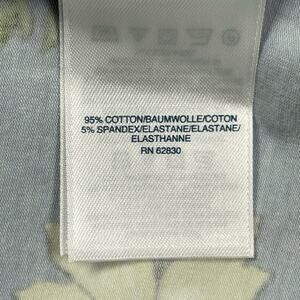 95% COTTON/BAUMWOLLE/COTON
5% SPANDEX/ELASTANE/ELASTANE/
ELASTHANNE
RN 62830